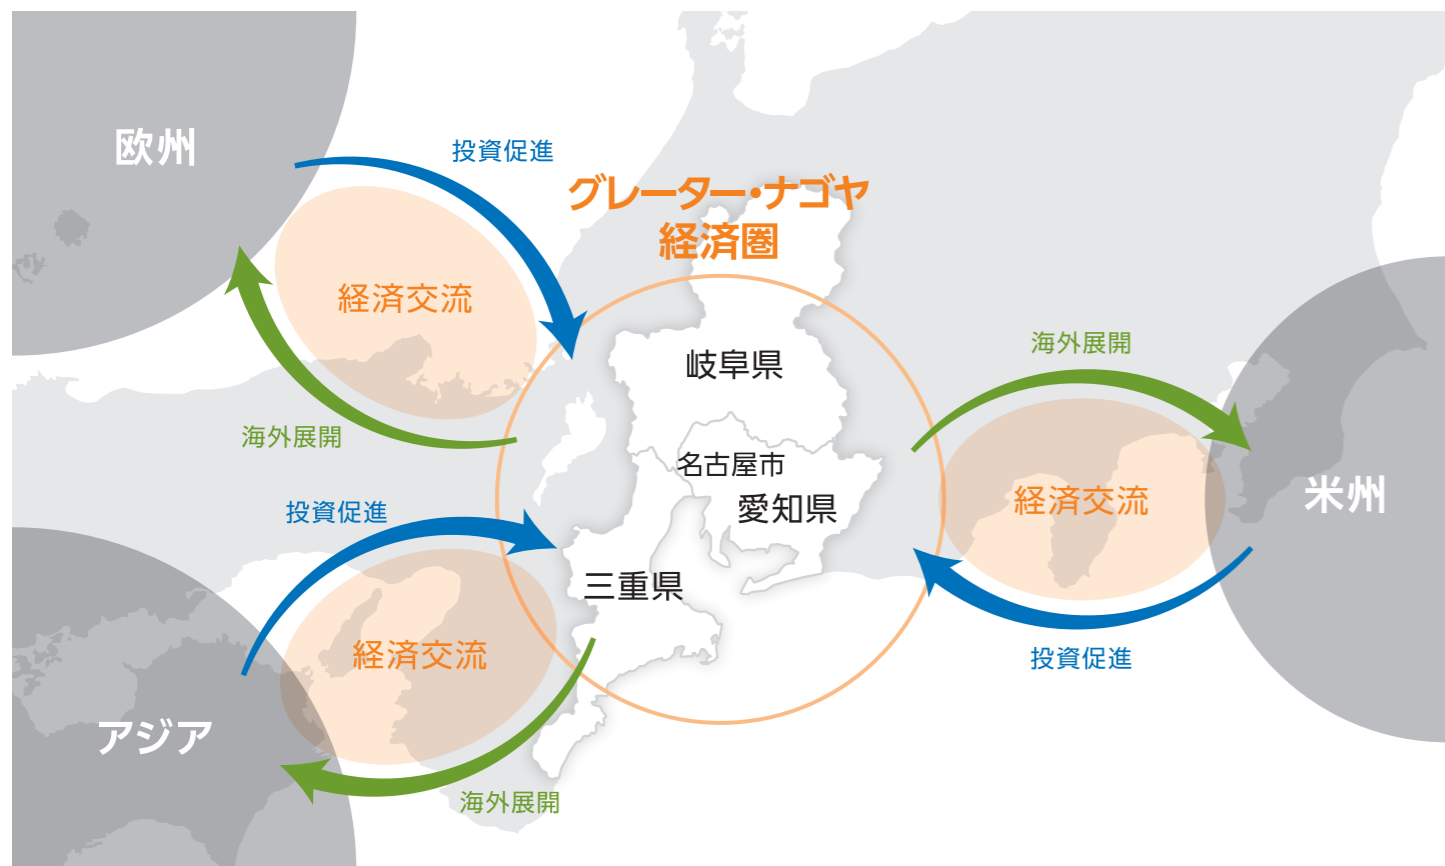 欧州
投資促進
グレーター・ナゴヤ
経済圏
経済交流
海外展開
岐阜県
海外展開
名古屋市
愛知県
経済交流
米州
投資促進
三重県
経済交流
投資促進
アジア
海外展開